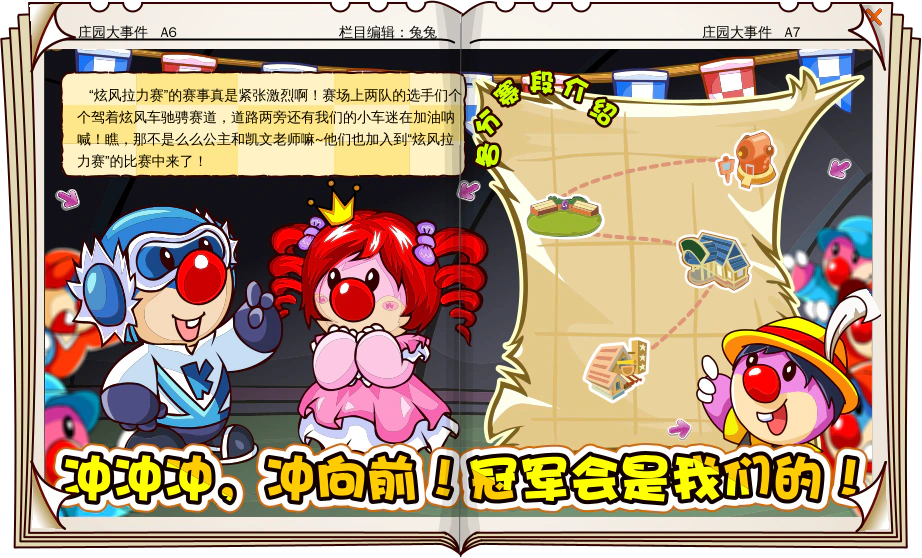 庄园大事件 A6
栏目编辑：兔兔
庄园大事件 A7
“炫风拉力赛”的赛事真是紧张激烈啊！赛场上两队的选手们个
个驾着炫风车驰骋赛道，道路两旁还有我们的小车迷在加油呐
喊！瞧，那不是么么公主和凯文老师嘛~他们也加入到“炫风拉
力赛”的比赛中来了！
各分赛段介绍
K
冲冲冲，冲向前！冠军会是我们的！